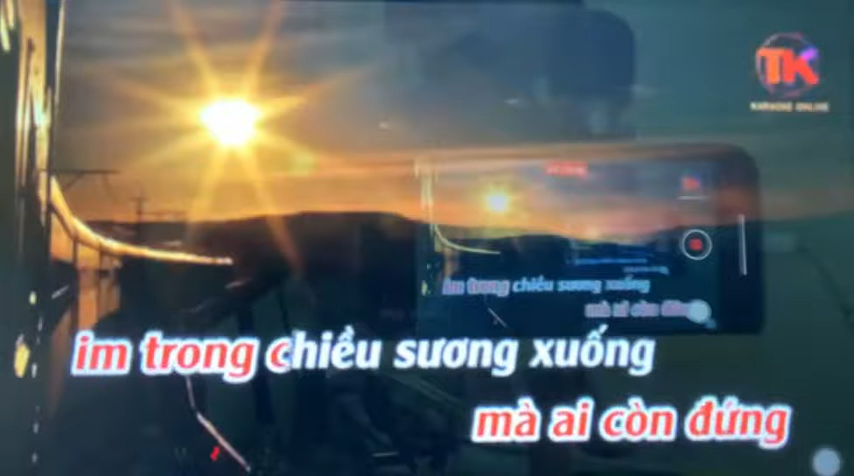 TK
KARAOKE ONLINE
im trong chiều sương xuống
mà ai còn đứng
im trong chiều sương xuống
mà ai còn đứng